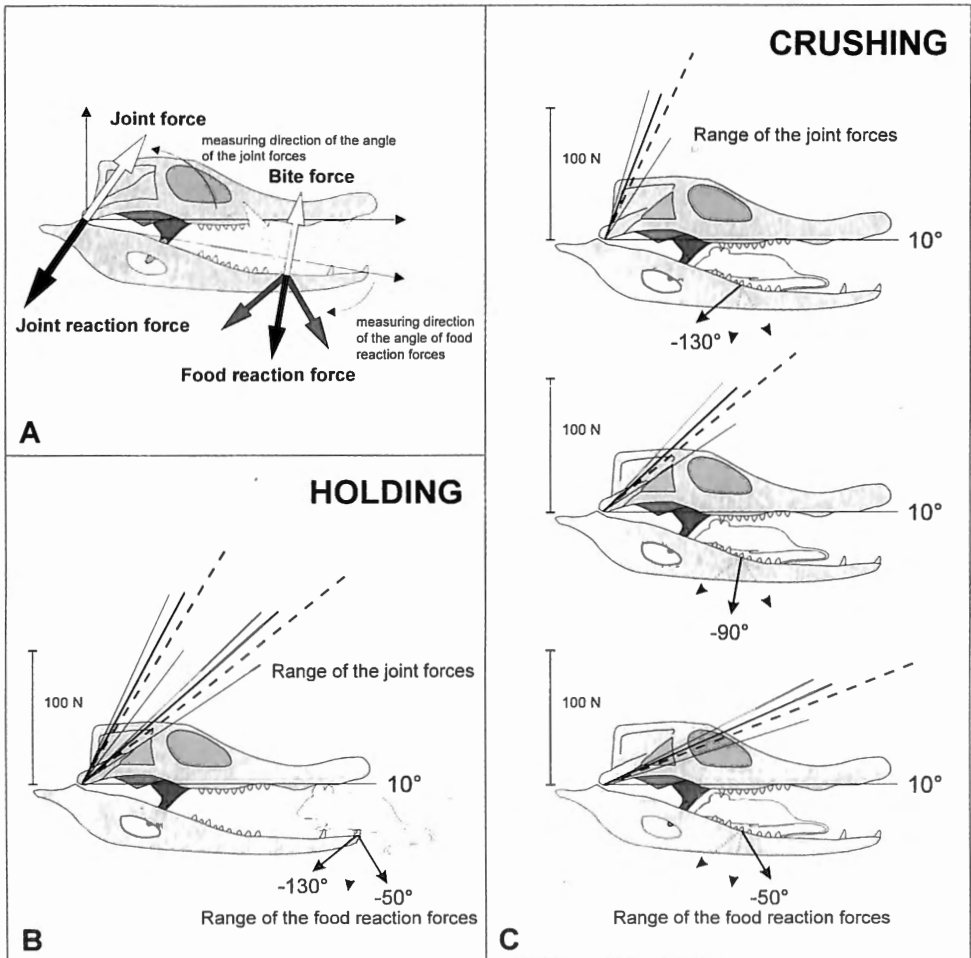 Joint force
measuring direction of the angle
of the joint forces
Bite force
Joint reaction force
measuring direction
of the angle of food
reaction forces
Food reaction force
A
HOLDING
Range of the joint forces
100 N
10°
-130°
-50°
Range of the food reaction forces
B
CRUSHING
Range of the joint forces
100 N
10°
-130°
100 N
10°
-90°
100 N
10°
-50°
Range of the food reaction forces
C